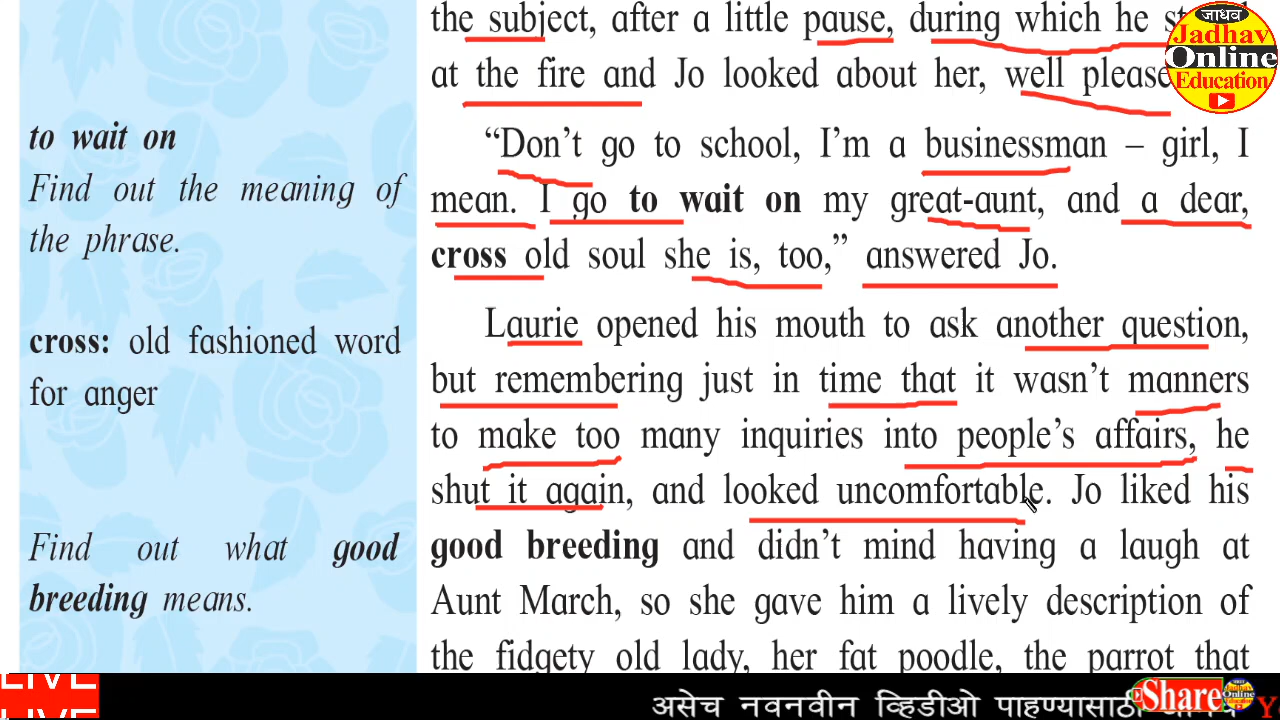 the subject, after a little pause, during which he
at the fire and Jo looked about her, well
to wait on
Find out the meaning of
the phrase.
“Don’t go to school, I’m a businessman – girl, I
mean. I go to wait on my great-aunt, and a dear,
cross old soul she is, too,” answered Jo.
cross: old fashioned word
for anger
Laurie opened his mouth to ask another question,
but remembering just in time that it wasn’t manners
to make too many inquiries into people’s affairs, he
shut it again, and looked uncomfortable. Jo liked his
Find out what good
breeding means.
good breeding and didn’t mind having a laugh at
Aunt March, so she gave him a lively description of
the fidgety old lady, her fat poodle, the parrot that
जाधव
Jadhav
Online
Education
LIVE
LIVE
असेच नवनवीन व्हिडीओ पाहण्यासाठी
Share